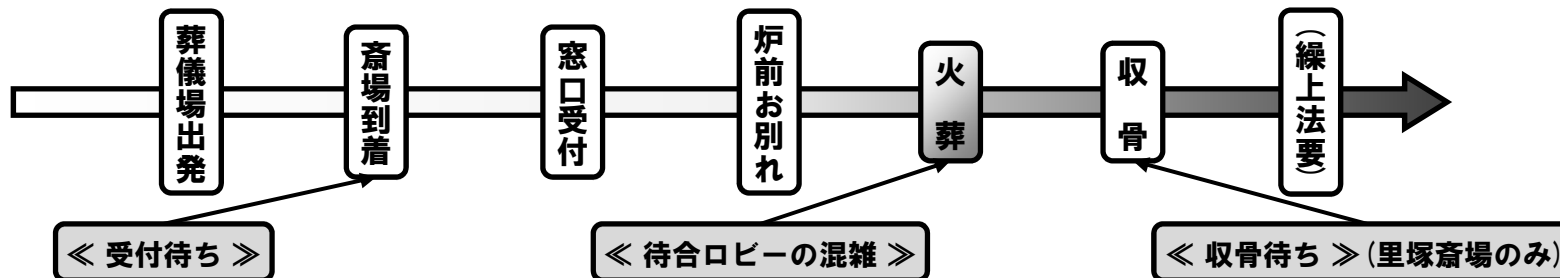 葬儀場出発
斎場到着
窓口受付
炉前お別れ
火葬
収骨
（繰上法要）
≪ 受付待ち ≫
≪ 待合ロビーの混雑 ≫
≪ 収骨待ち ≫（里塚斎場のみ）